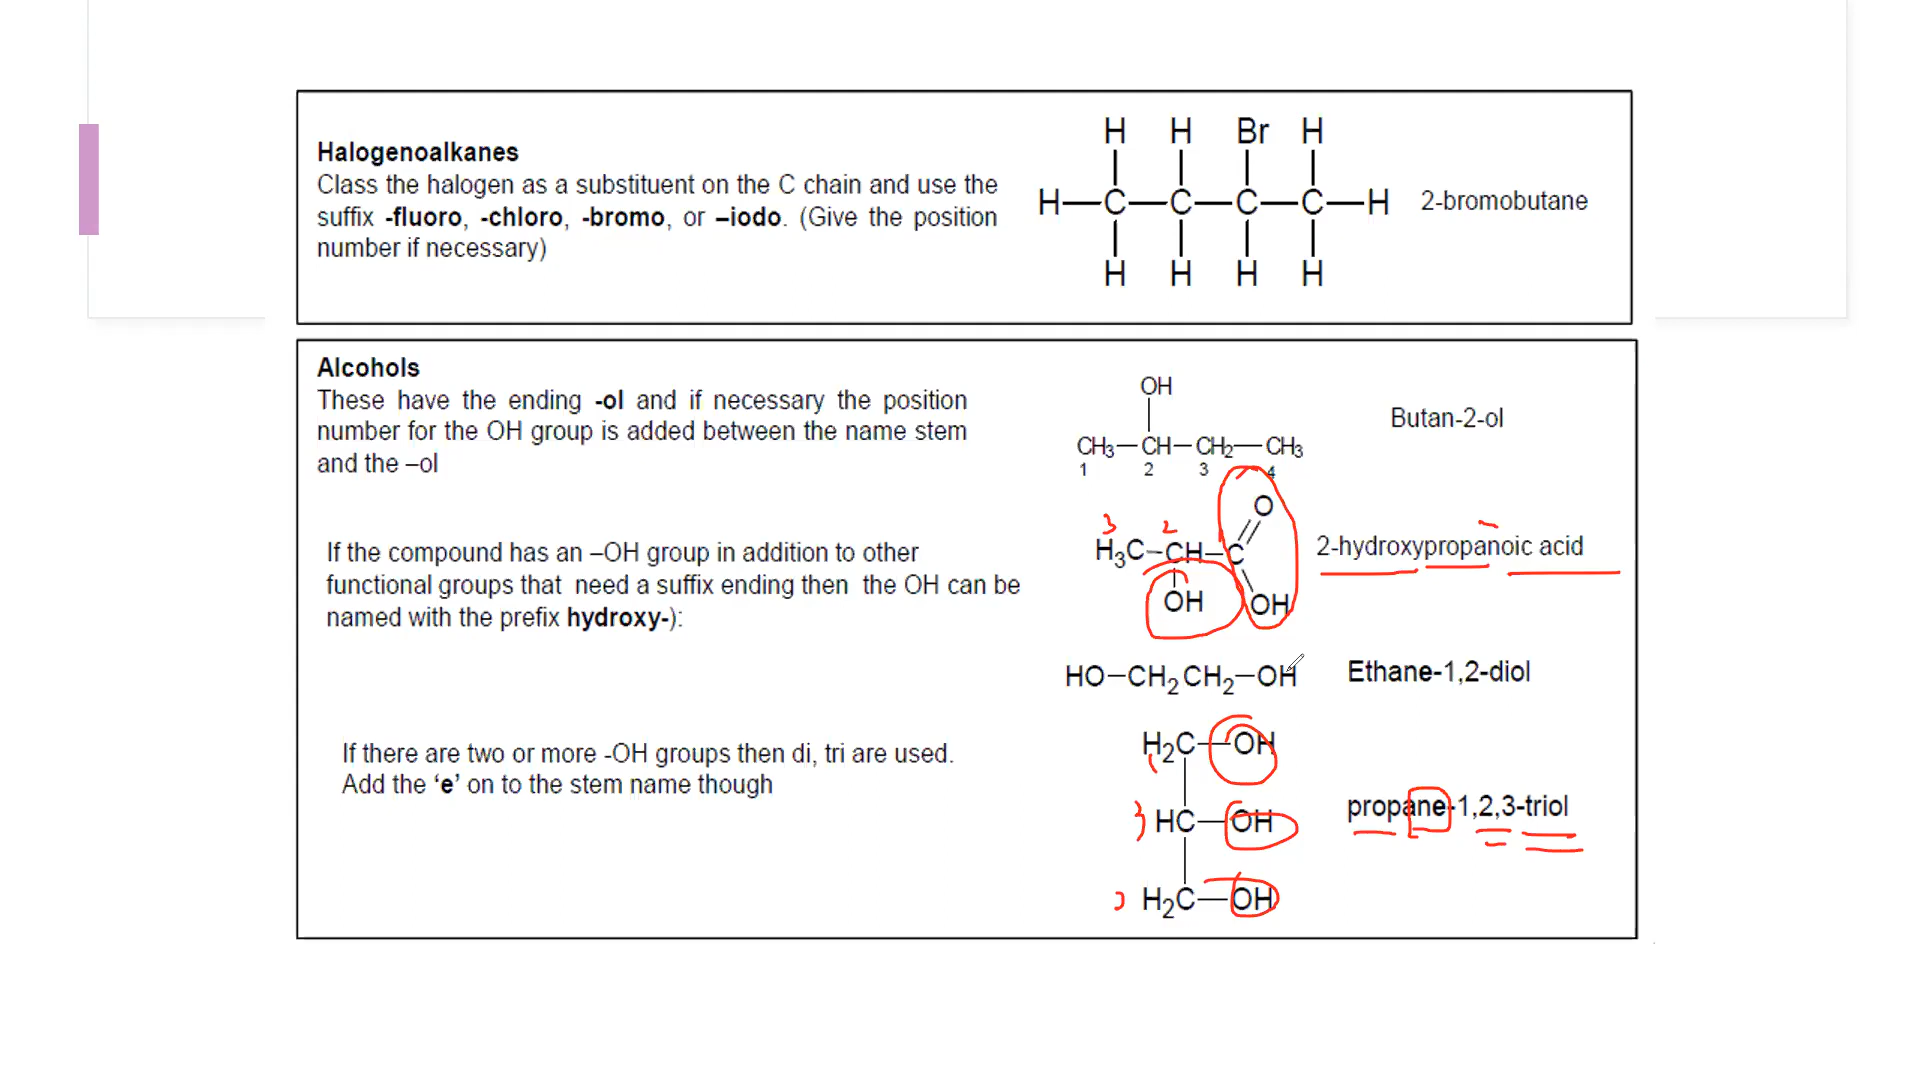 Halogenoalkanes
Class the halogen as a substituent on the C chain and use the
suffix -fluoro, -chloro, -bromo, or –iodo. (Give the position
number if necessary)
H H Br H
H—C—C—C—C—H 2-bromobutane
H H H H
Alcohols
These have the ending -ol and if necessary the position
number for the OH group is added between the name stem
and the –ol
OH
Butan-2-ol
CH₃—CH—CH₂—CH₃
1 2 3 4
If the compound has an –OH group in addition to other
functional groups that need a suffix ending then the OH can be
named with the prefix hydroxy-):
O
3 2
H₃C–CH–C
OH OH
2-hydroxypropanoic acid
HO–CH₂CH₂–OH Ethane-1,2-diol
If there are two or more -OH groups then di, tri are used.
Add the ‘e’ on to the stem name though
H₂C—OH
HC—OH
H₂C—OH
propane-1,2,3-triol